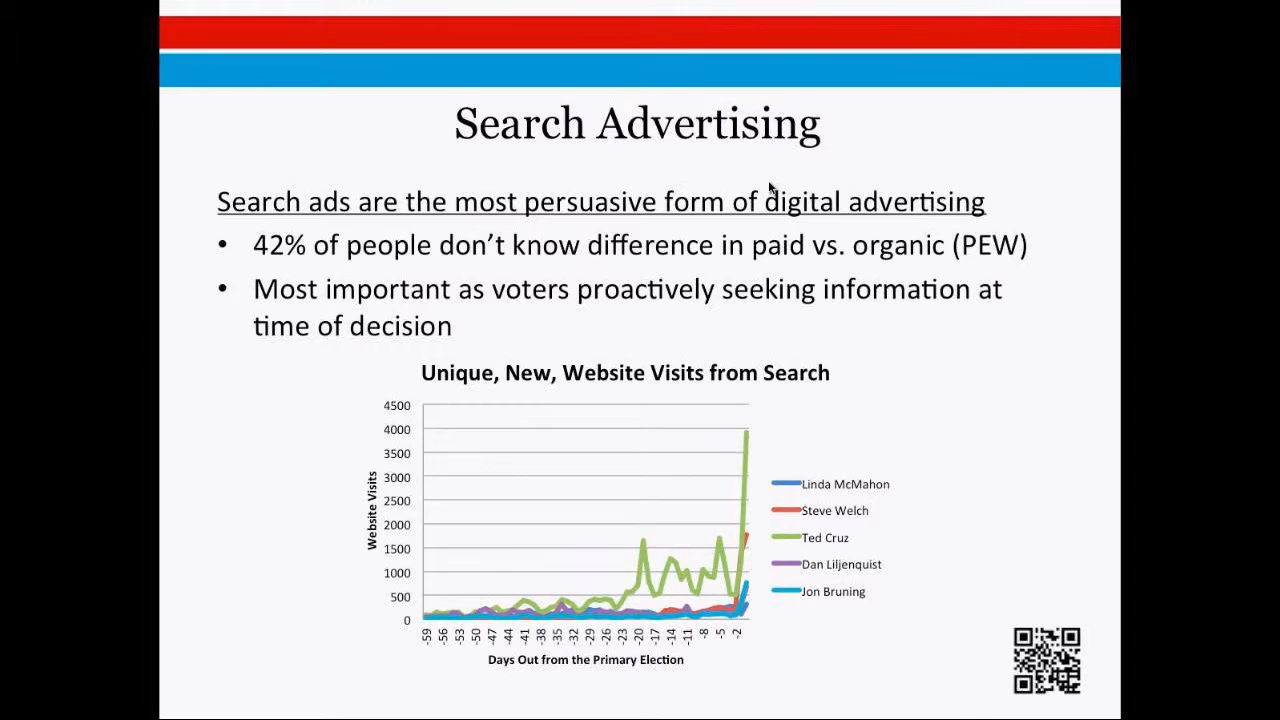 Search Advertising
Search ads are the most persuasive form of digital advertising
• 42% of people don't know difference in paid vs. organic (PEW)
• Most important as voters proactively seeking information at
time of decision
Unique, New, Website Visits from Search
4500
4000
3500
3000
2500
2000
1500
1000
500
0
Website Visits
-59 -56 -53 -50 -47 -44 -41 -38 -35 -32 -29 -26 -23 -20 -17 -14 -11 -8 -5 -2
Days Out from the Primary Election
Linda McMahon
Steve Welch
Ted Cruz
Dan Liljenquist
Jon Bruning